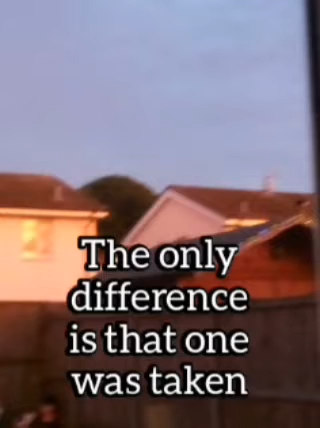 The only
difference
is that one
was taken